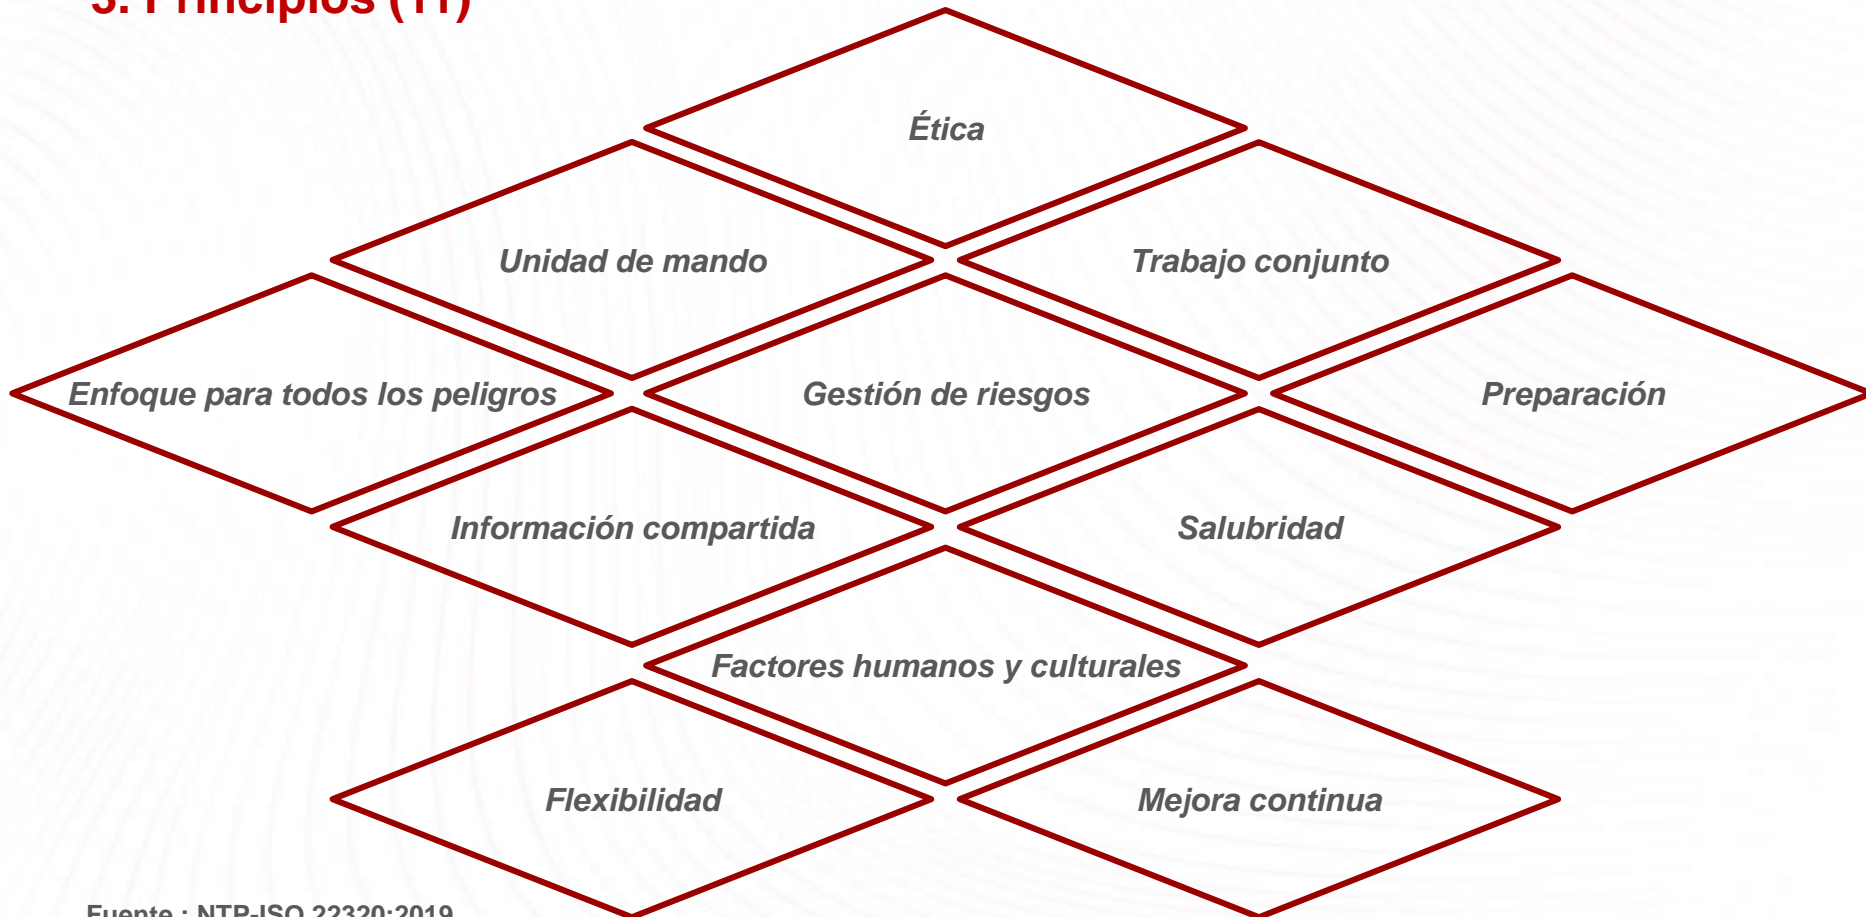 3. Principios (11)
Ética
Unidad de mando
Trabajo conjunto
Enfoque para todos los peligros
Gestión de riesgos
Preparación
Información compartida
Salubridad
Factores humanos y culturales
Flexibilidad
Mejora continua
Fuente : NTP-ISO 22320:2019